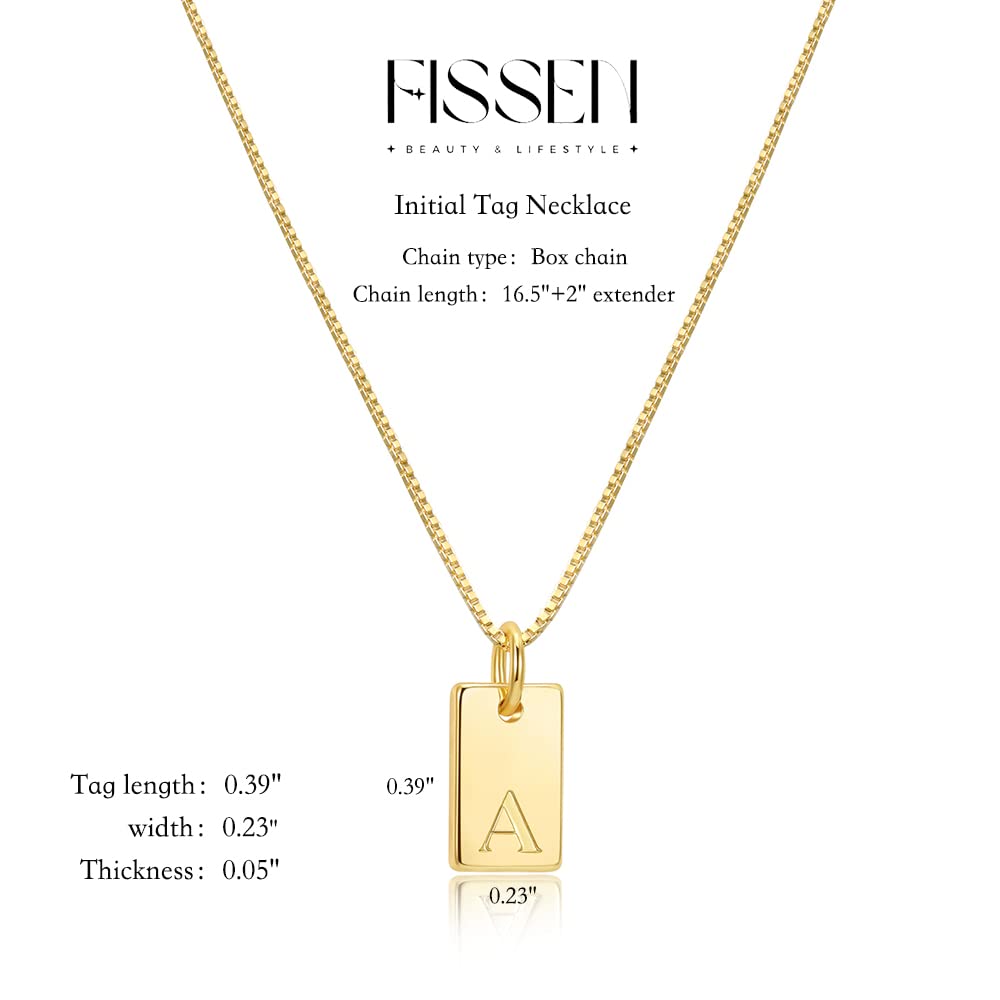 FISSEN
✦ BEAUTY & LIFESTYLE ✦
Initial Tag Necklace
Chain type: Box chain
Chain length: 16.5"+2" extender
Tag length: 0.39"
width: 0.23"
Thickness: 0.05"
0.39"
A
0.23"